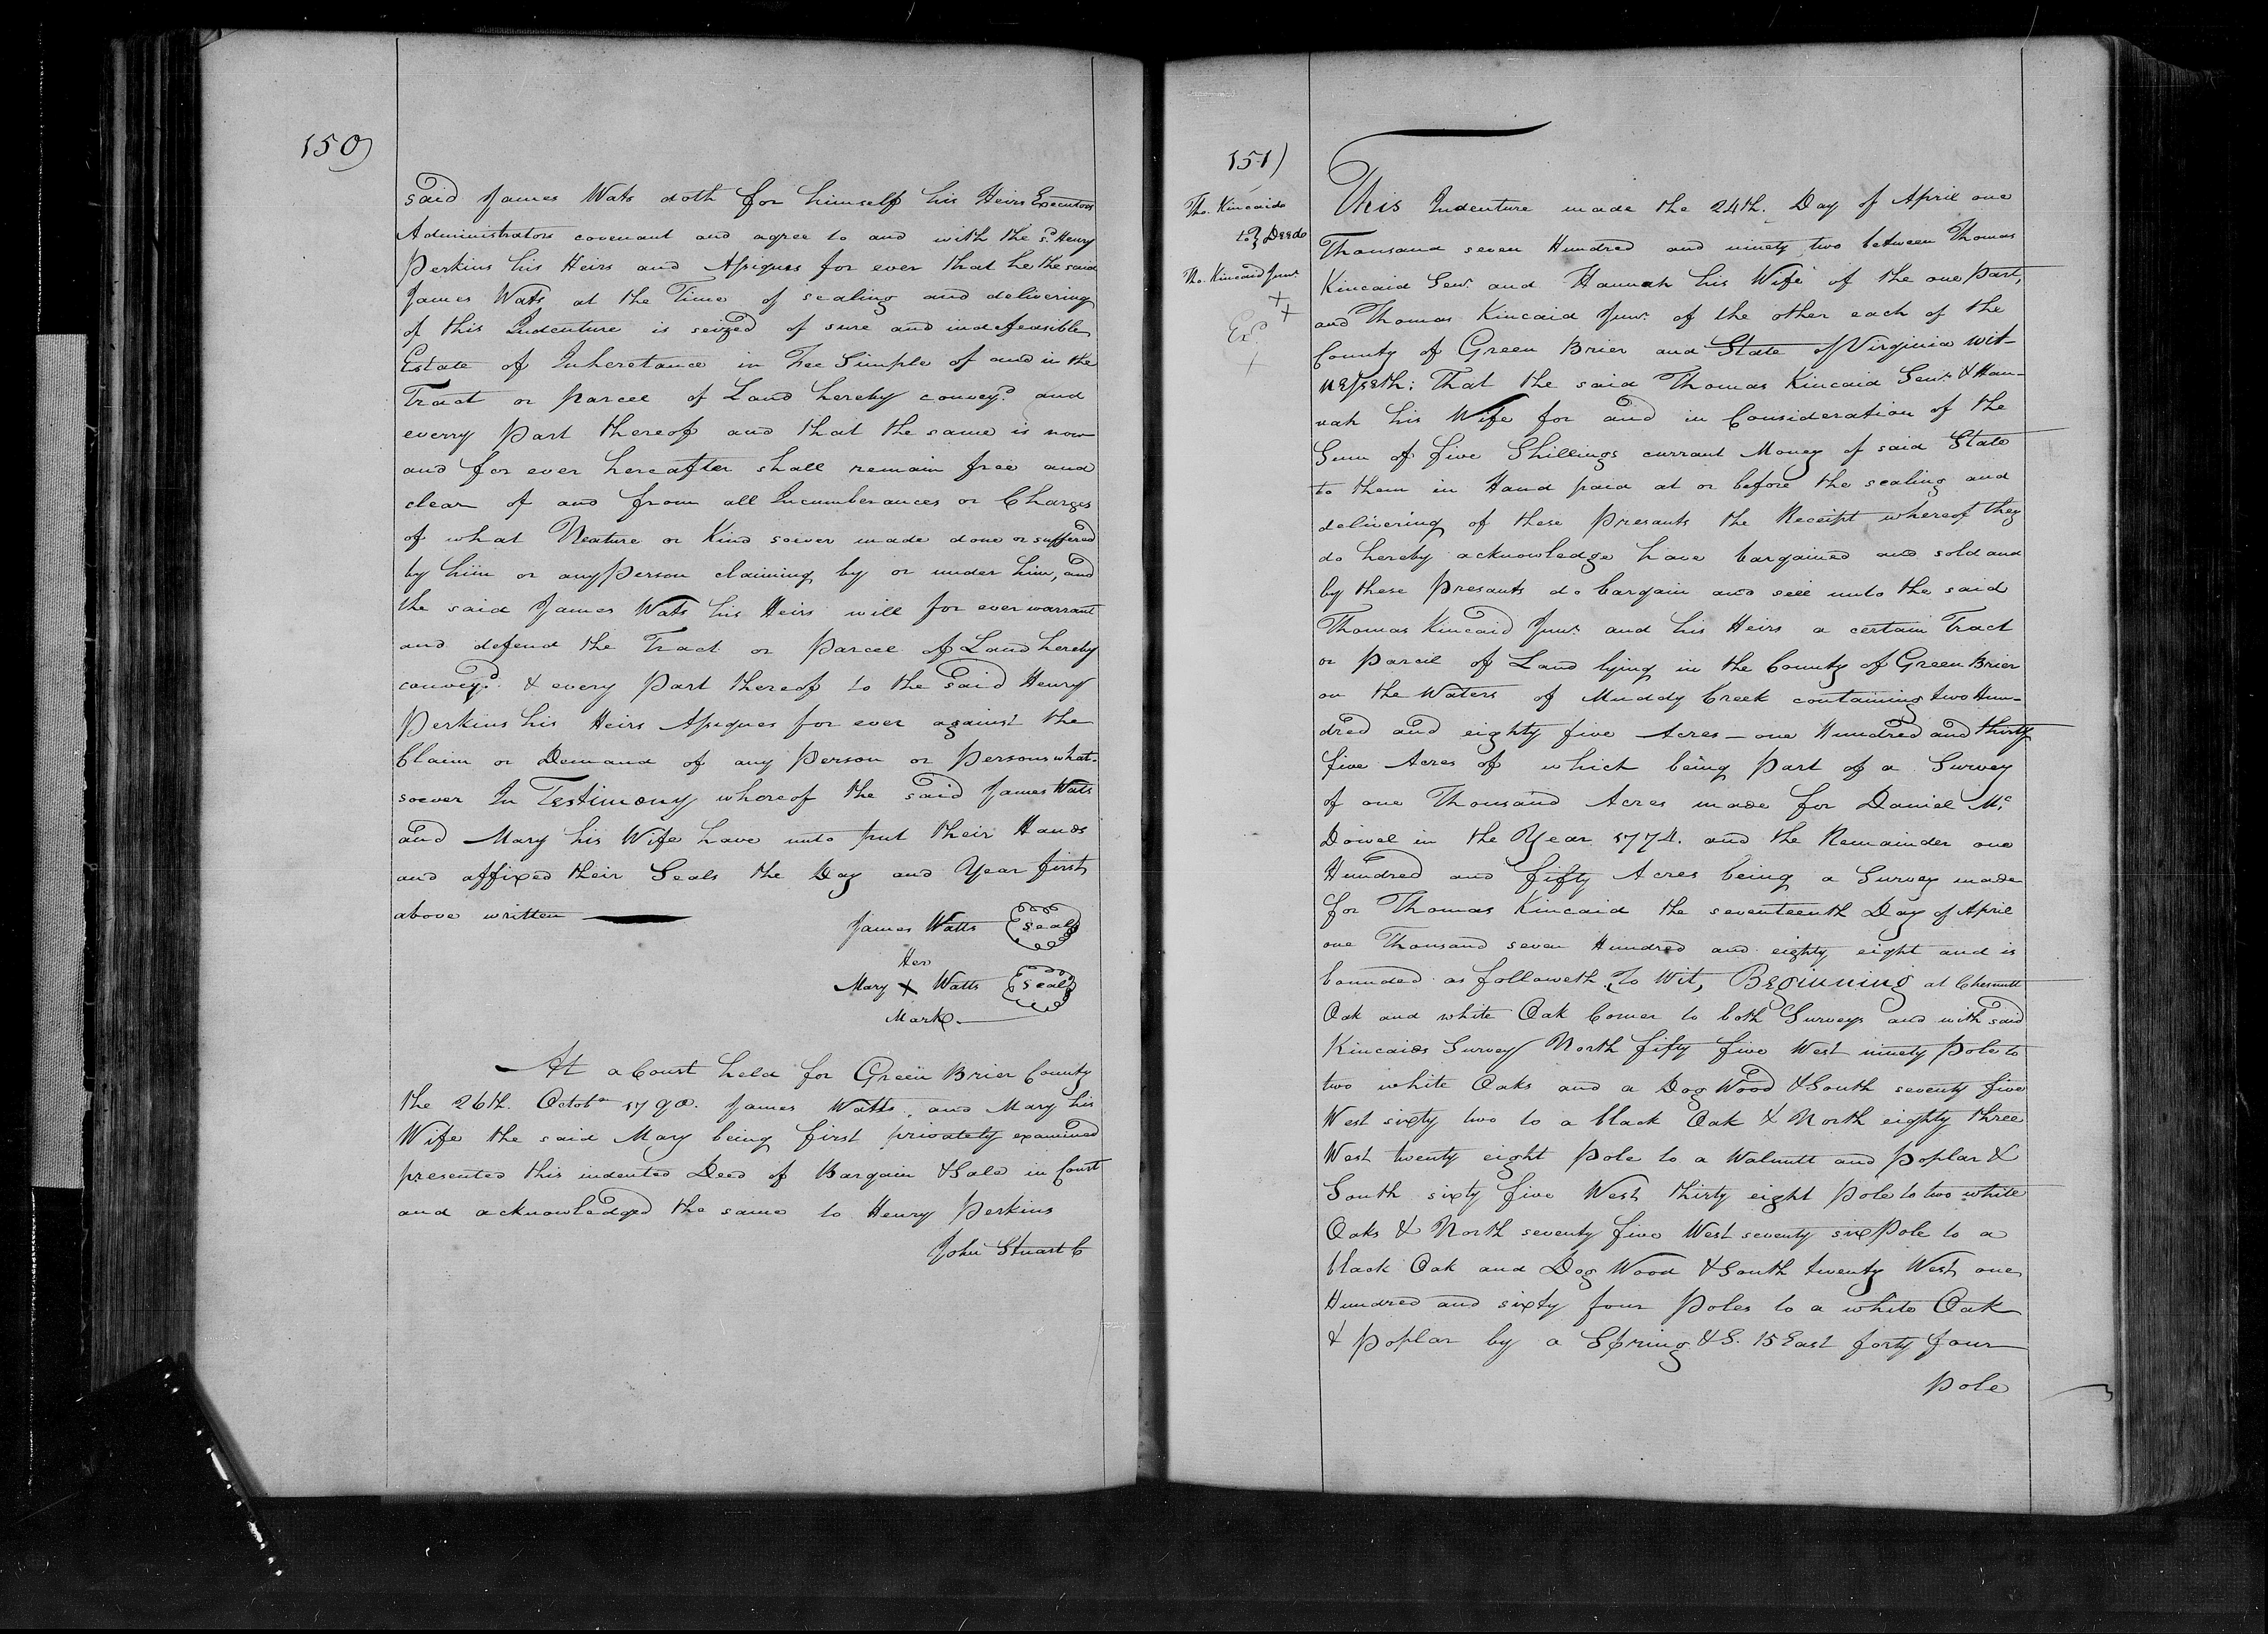 150)
said James Wats doth for himself his Heirs Executors
Administrators covenant and agree to and with the sd. Henry
Perkins his Heirs and Assignes for ever that he the said
James Wats at the Time of sealing and delivering
of this Indenture is seized of sure and indefeasible
Estate of Inheretance in Fee Simple of and in the
Tract or parcel of Land hereby convey'd and
everry part thereof and that the same is now
and for ever hereafter shall remain free and
clear of and from all Incumberances or Charges
of what Neature or Kind soever made done or suffered
by him or any Person claiming by or under him, and
the said James Wats his Heirs will for ever warrant
and defend the Tract or Parcel of Land hereby
convey'd & every Part thereof to the said Henry
Perkins his Heirs Assignes for ever against the
Claim or Demand of any Person or Persons what-
soever In Testimony whereof the said James Wats
and Mary his Wife have unto put their Hands
and affixed their Seals the Day and Year first
above written
James Watts Seal
Her
Mary X Watts Seal
Mark
At a Court held for Green Brier County
the 26th. Octobr 1790. James Watts and Mary his
Wife the said Mary being first privately examined
presented this indented Deed of Bargain & Sale in Court
and acknowledged the same to Henry Perkins
John Stuart C
151)
Tho. Kincaid
to } Deed
Tho. Kincaid Junr.
+
+
Ex.d
+
This Indenture made the 24th. Day of April one
Thousand seven Hundred and ninety two between Thomas
Kincaid Senr. and Hannah his Wife of the one Part,
and Thomas Kincaid Junr. of the other each of the
County of Green Brier and State of Virginia wit-
nesseth: That the said Thomas Kincaid Senr. & Han-
nah his Wife for and in Consideration of the
Sum of five Shillings currant Money of said State
to them in Hand paid at or before the sealing and
delivering of these Presants the Receipt whereof they
do hereby acknowledge have bargained and sold and
by these Presants do bargain and sell unto the said
Thomas Kincaid Junr. and his Heirs a certain Tract
or parcil of Land lying in the County of Green Brier
on the Waters of Muddy Creek containing two Hun-
dred and eighty five Acres - one Hundred and thirty
five Acres of which being Part of a Survey
of one Thousand Acres made for Daniel Mc
Dowel in the Year 1774. and the Remainder one
Hundred and fifty Acres being a Survey made
for Thomas Kincaid the seventeenth Day of April
one Thousand seven Hundred and eighty eight and is
bounded as followeth, to Wit, Beginning at Chesnutt
Oak and white Oak Corner to both Surveys and with said
Kincaids Survey North fifty five West ninety Pole to
two white Oaks and a Dog Wood & South seventy five
West sixty two to a black Oak & North eighty three
West twenty eight Pole to a Walnutt and Poplar &
South sixty five West thirty eight Pole to two white
Oaks & North seventy five West seventy six Pole to a
black Oak and Dog Wood & South twenty West one
Hundred and sixty four Poles to a white Oak
& poplar by a Spring & S. 15 East forty four
Pole